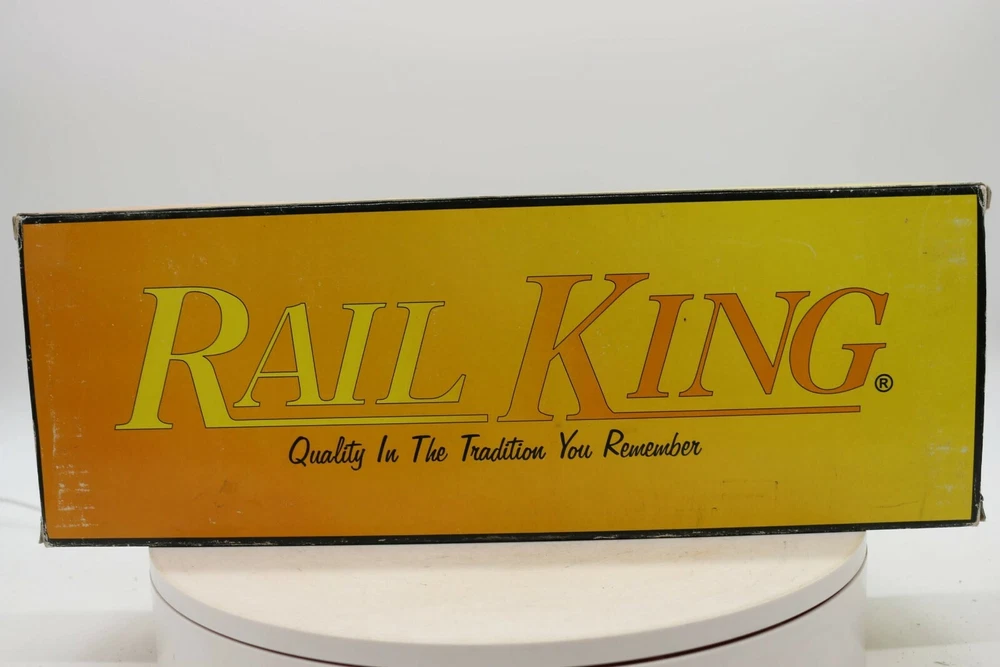 RAIL KING®
Quality In The Tradition You Remember